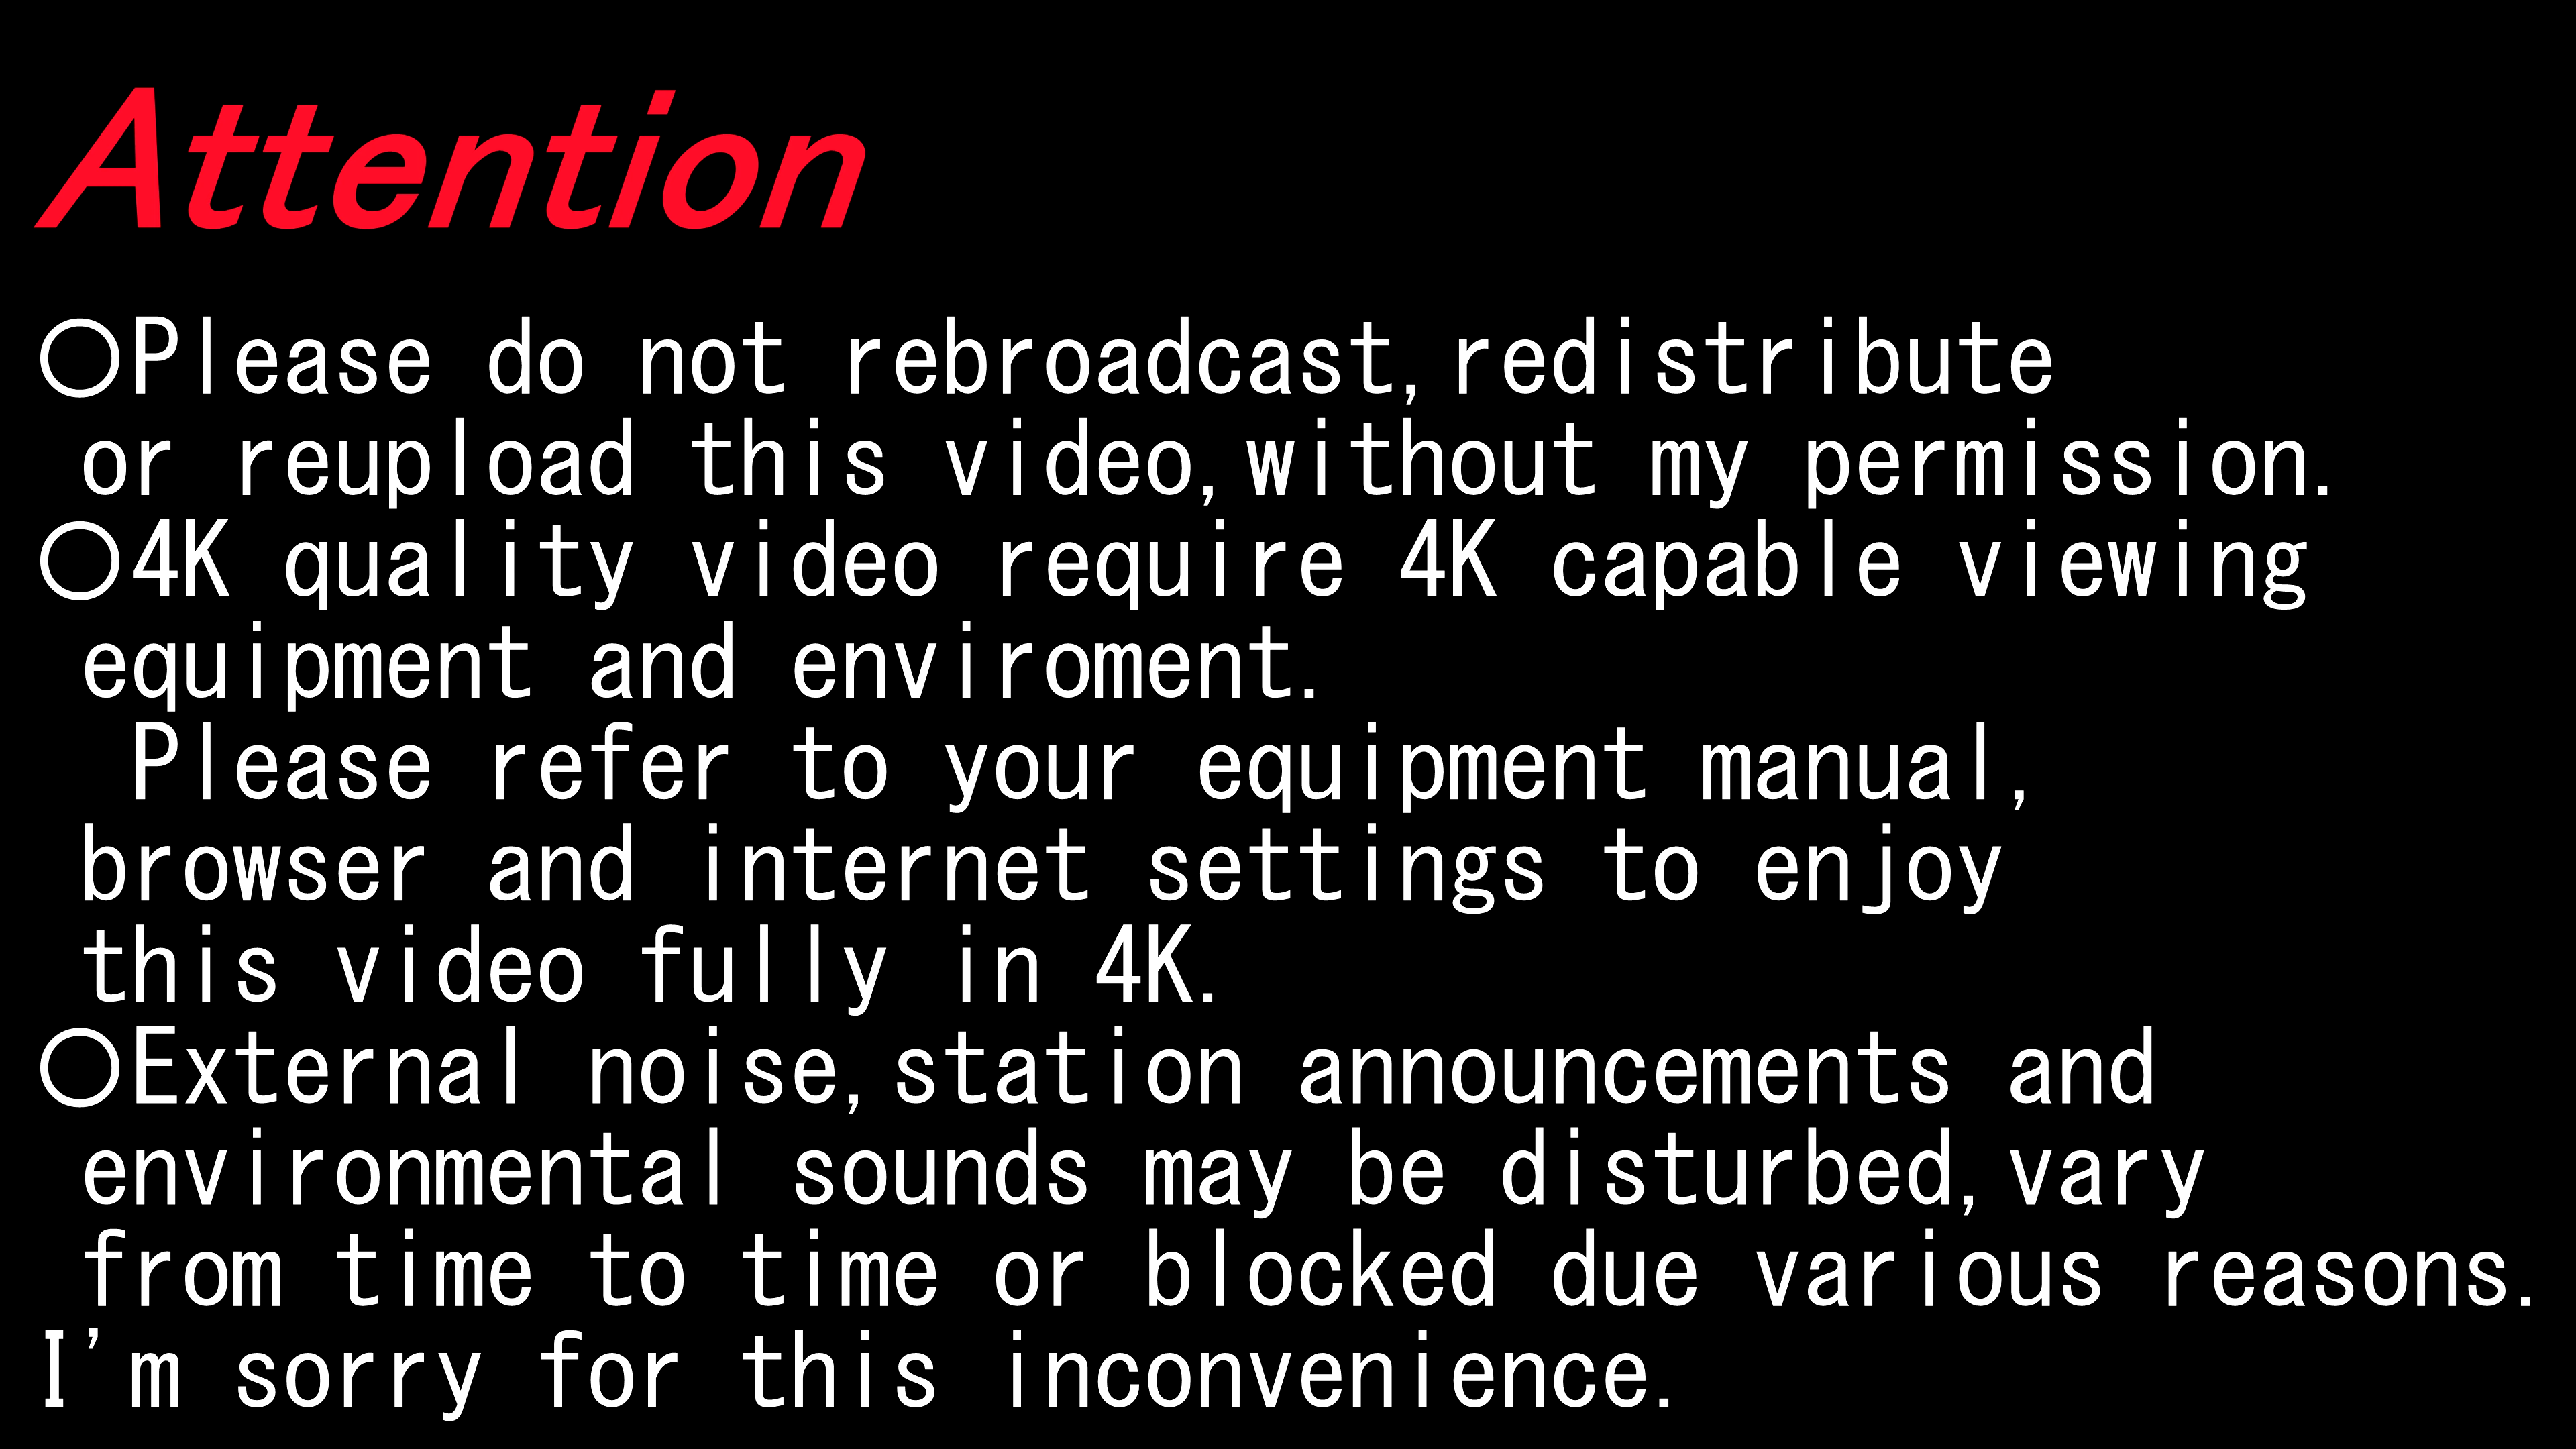 Attention
○Please do not rebroadcast,redistribute
or reupload this video,without my permission.
○4K quality video require 4K capable viewing
equipment and enviroment.
Please refer to your equipment manual,
browser and internet settings to enjoy
this video fully in 4K.
○External noise,station announcements and
environmental sounds may be disturbed,vary
from time to time or blocked due various reasons.
I'm sorry for this inconvenience.